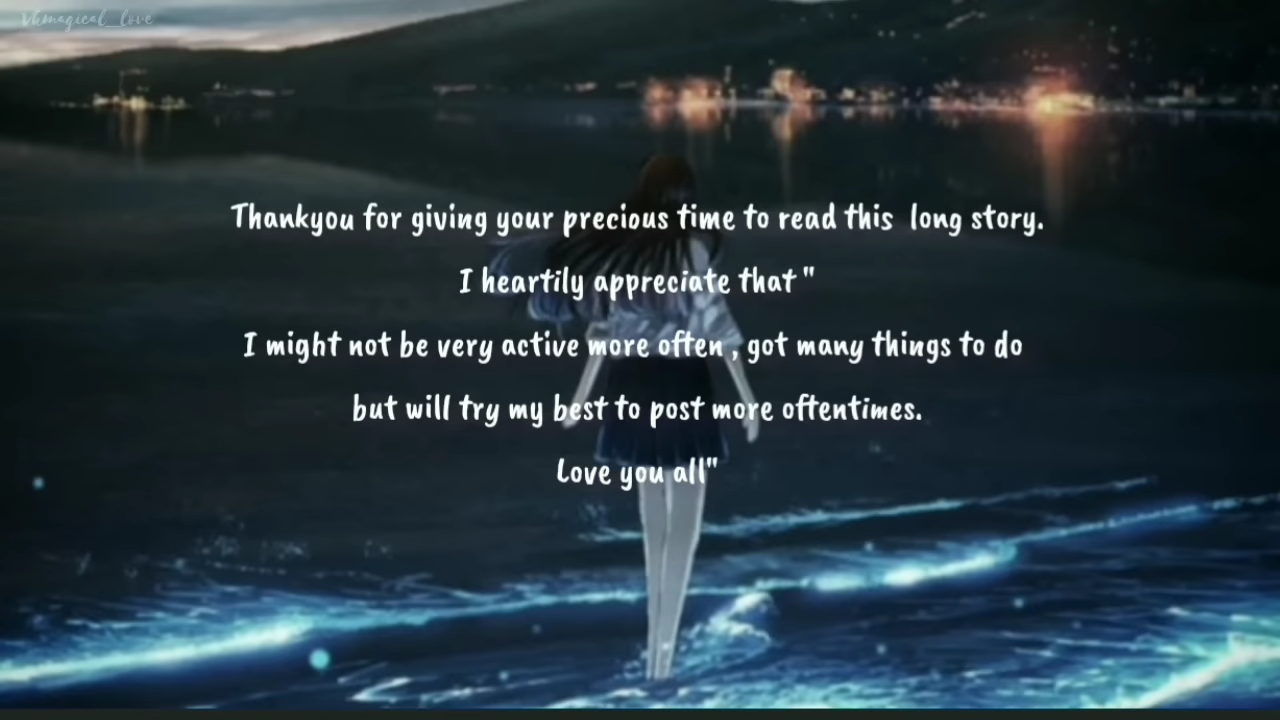 Vkmagical_love
Thankyou for giving your precious time to read this long story.
I heartily appreciate that "
I might not be very active more often , got many things to do
but will try my best to post more oftentimes.
Love you all"